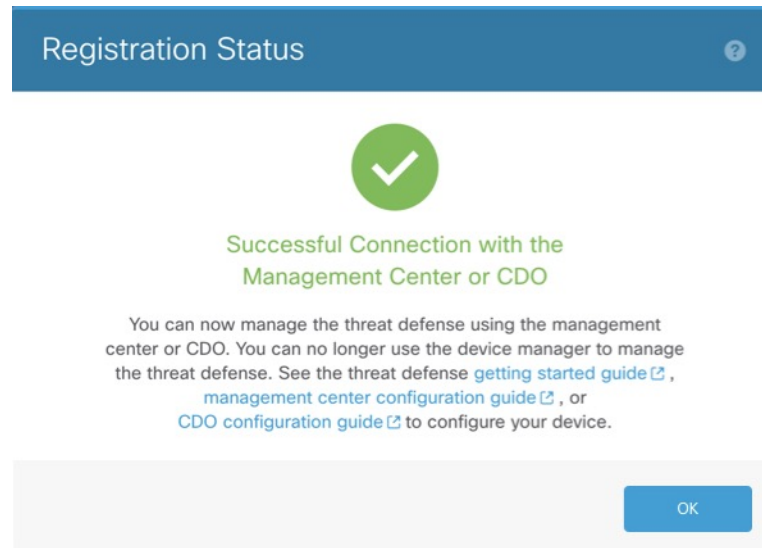 Registration Status
?
Successful Connection with the
Management Center or CDO
You can now manage the threat defense using the management
center or CDO. You can no longer use the device manager to manage
the threat defense. See the threat defense getting started guide ,
management center configuration guide , or
CDO configuration guide to configure your device.
OK